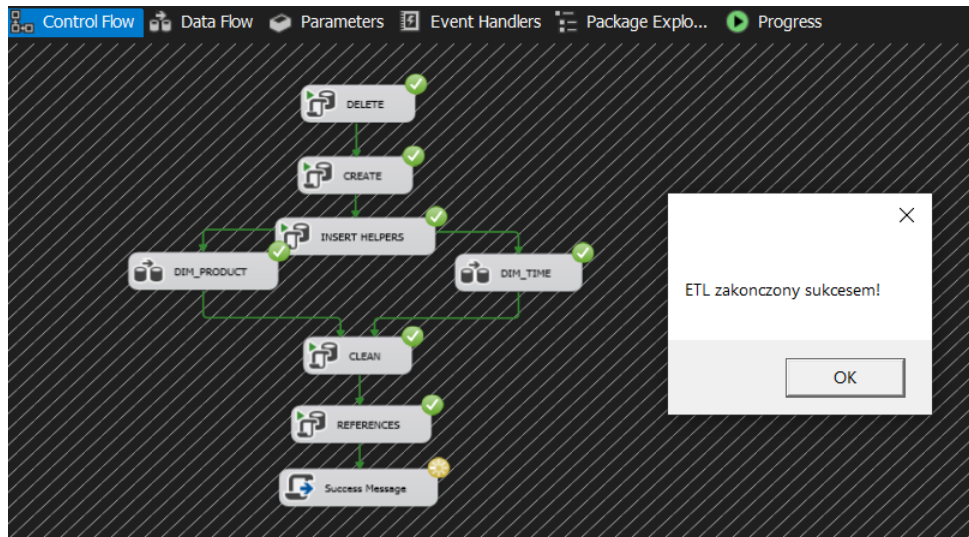 Control Flow
Data Flow
Parameters
Event Handlers
Package Explo...
Progress
DELETE
CREATE
INSERT HELPERS
DIM_PRODUCT
DIM_TIME
CLEAN
REFERENCES
Success Message
ETL zakonczony sukcesem!
OK